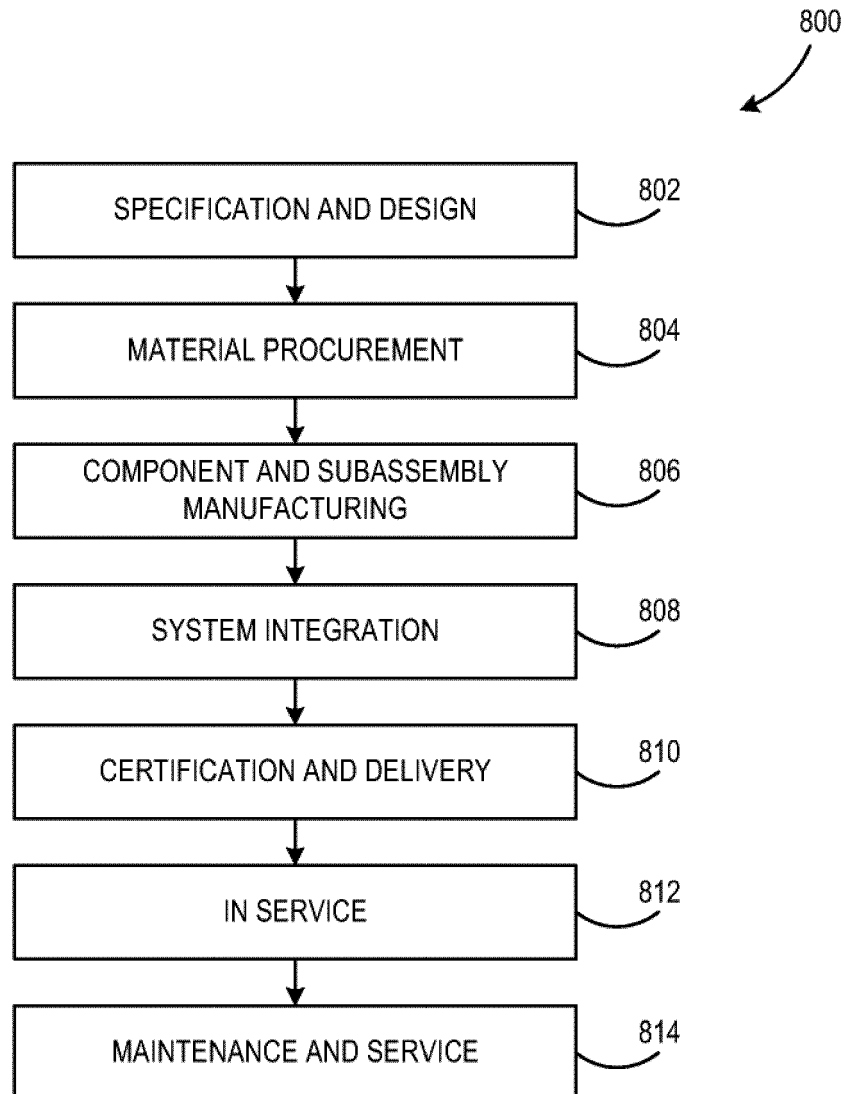 800
SPECIFICATION AND DESIGN
802
MATERIAL PROCUREMENT
804
COMPONENT AND SUBASSEMBLY
MANUFACTURING
806
SYSTEM INTEGRATION
808
CERTIFICATION AND DELIVERY
810
IN SERVICE
812
MAINTENANCE AND SERVICE
814